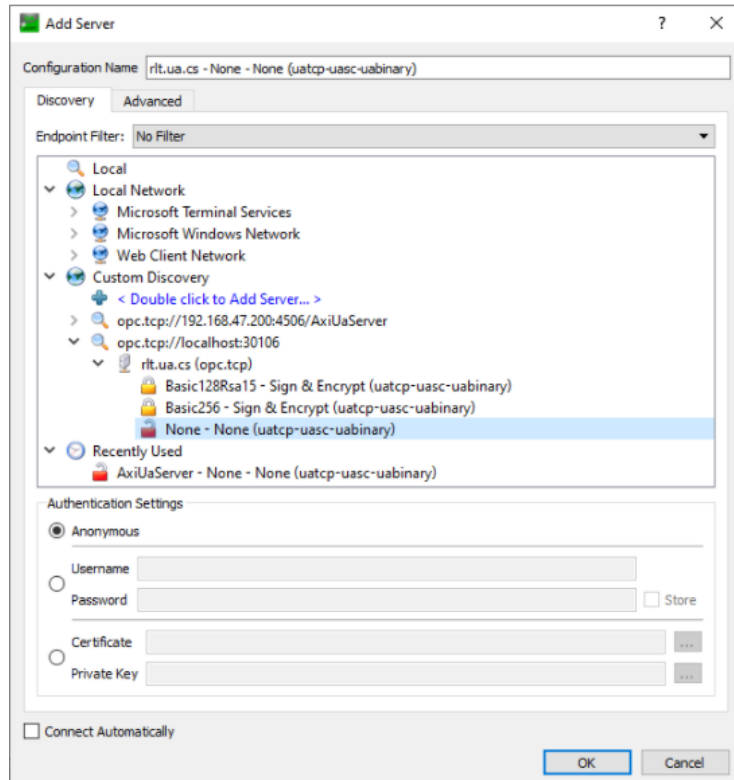 Add Server
?
Configuration Name rlt.ua.cs - None - None (uatcp-uasc-uabinary)
Discovery Advanced
Endpoint Filter: No Filter
Local
Local Network
Microsoft Terminal Services
Microsoft Windows Network
Web Client Network
Custom Discovery
< Double click to Add Server... >
opc.tcp://192.168.47.200:4506/AxiUaServer
opc.tcp://localhost:30106
rlt.ua.cs (opc.tcp)
Basic128Rsa15 - Sign & Encrypt (uatcp-uasc-uabinary)
Basic256 - Sign & Encrypt (uatcp-uasc-uabinary)
None - None (uatcp-uasc-uabinary)
Recently Used
AxiUaServer - None - None (uatcp-uasc-uabinary)
Authentication Settings
Anonymous
Username
Password Store
Certificate ...
Private Key ...
Connect Automatically
OK Cancel